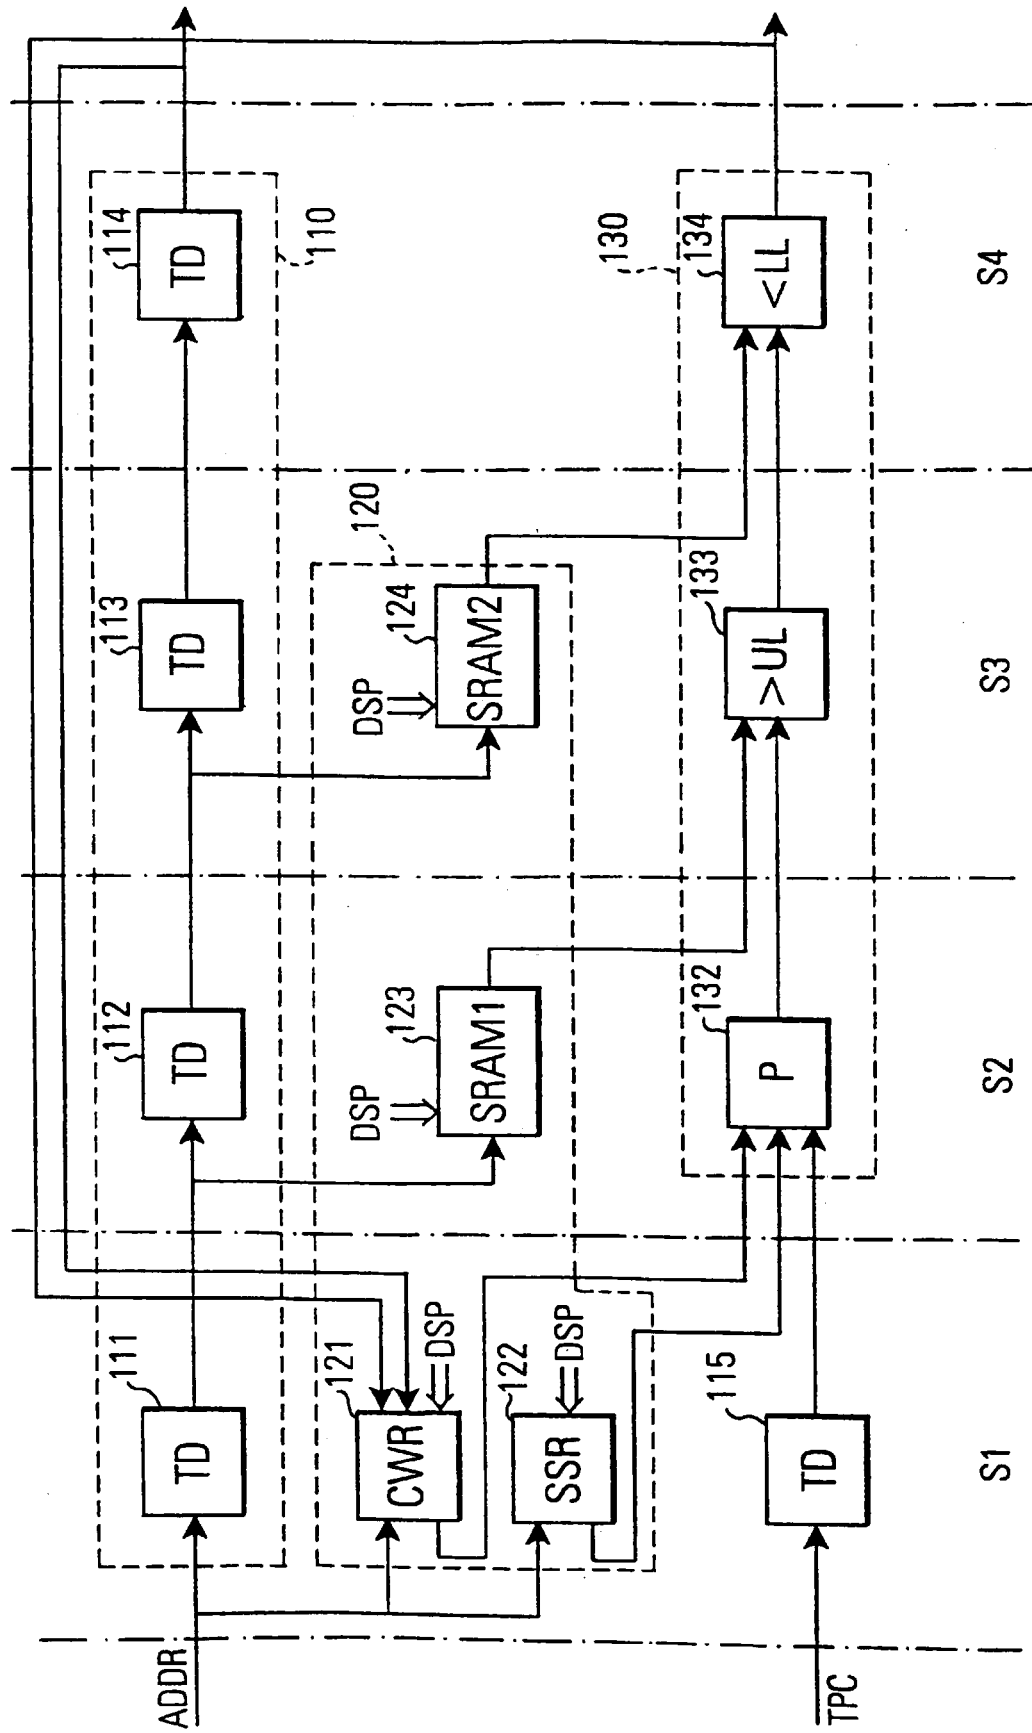 ADDR
111
TD
112
TD
113
TD
114
TD
110
121
CWR
DSP
122
SSR
DSP
DSP
123
SRAM1
DSP
124
SRAM2
120
TPC
115
TD
132
P
133
>UL
130
134
<LL
S1
S2
S3
S4